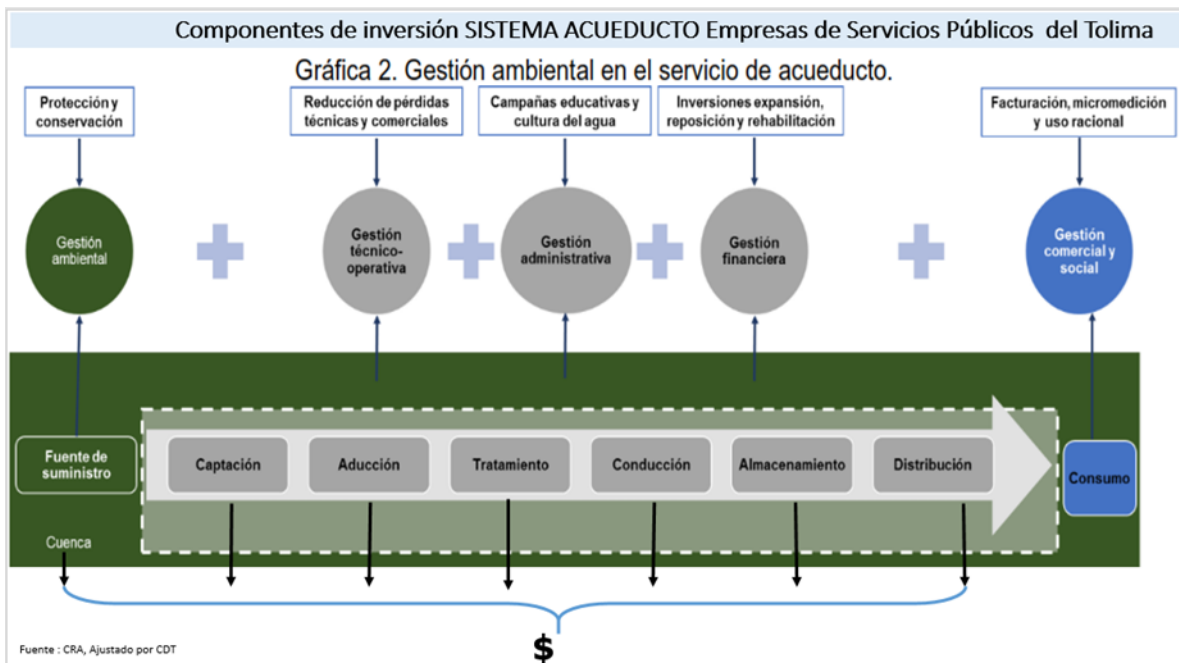 Componentes de inversión SISTEMA ACUEDUCTO Empresas de Servicios Públicos del Tolima
Gráfica 2. Gestión ambiental en el servicio de acueducto.
Protección y
conservación
Reducción de pérdidas
técnicas y comerciales
Campañas educativas y
cultura del agua
Inversiones expansión,
reposición y rehabilitación
Facturación, micromedición
y uso racional
Gestión
ambiental
Gestión
técnico-
operativa
Gestión
administrativa
Gestión
financiera
Gestión
comercial y
social
Fuente de
suministro
Captación
Aducción
Tratamiento
Conducción
Almacenamiento
Distribución
Consumo
Cuenca
$
Fuente : CRA, Ajustado por CDT